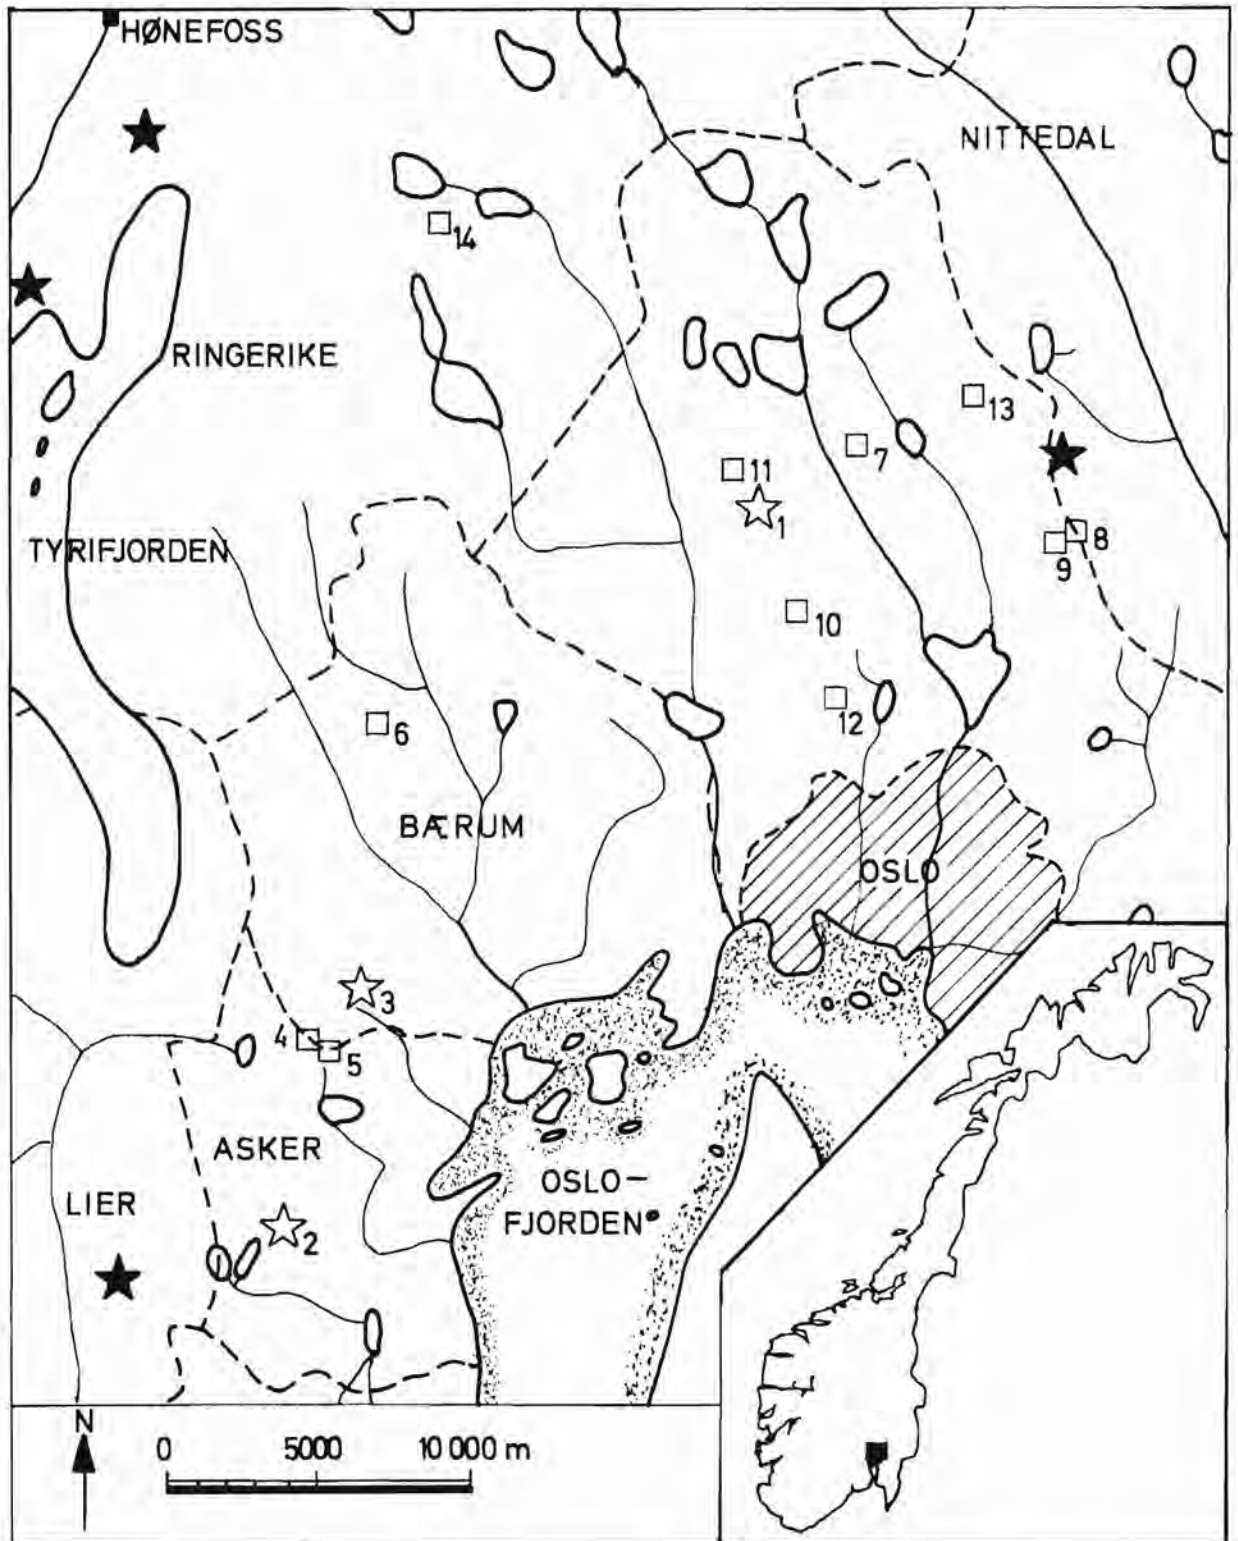 HØNEFOSS
NITTEDAL
14
RINGERIKE
13
7
11
1
TYRIFJORDEN
8
9
10
12
6
BÆRUM
OSLO
3
4
5
ASKER
LIER
OSLO-
FJORDEN
2
N
0 5000 10 000 m